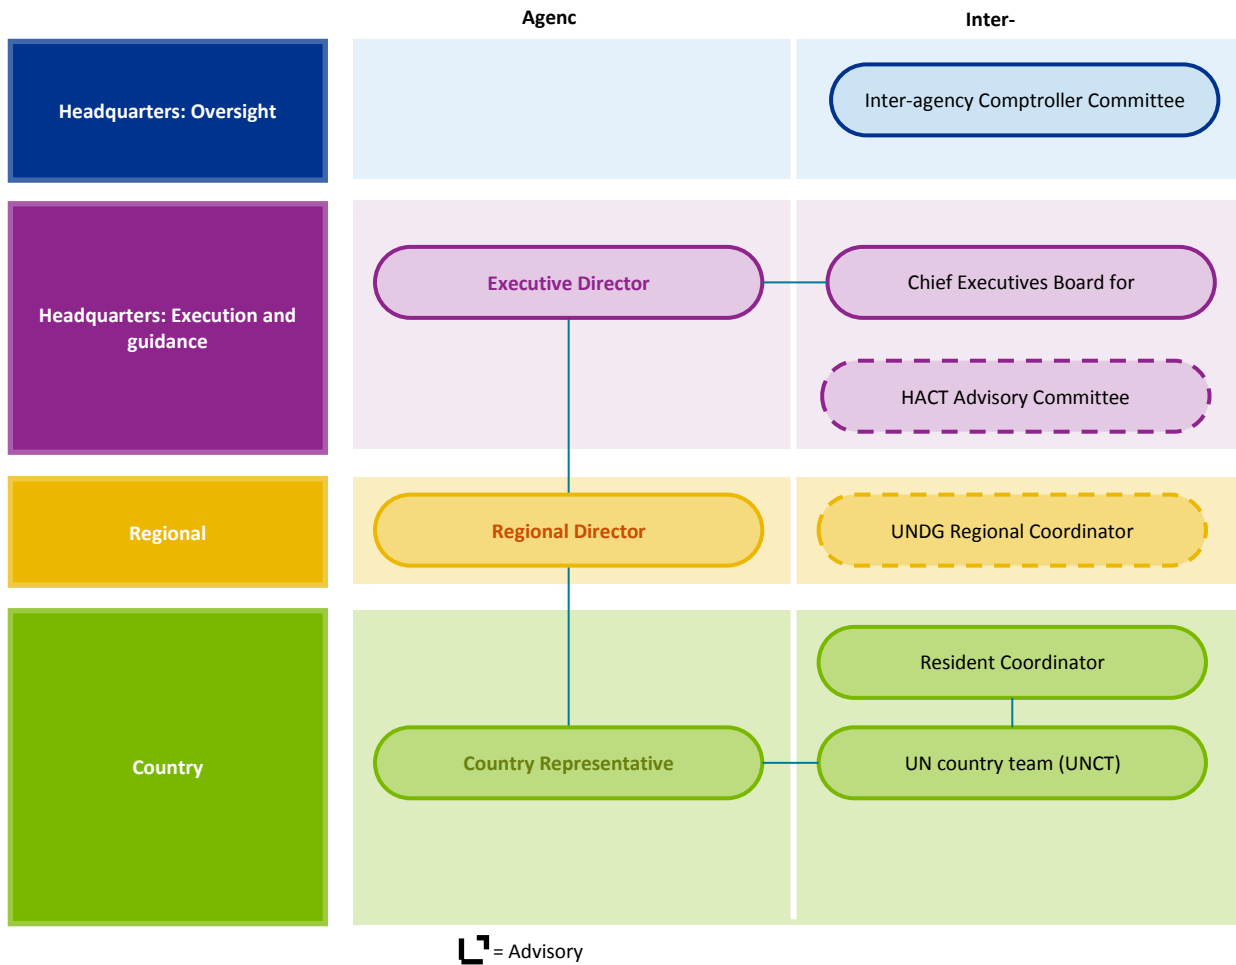 Agenc
Inter-
Headquarters: Oversight
Inter-agency Comptroller Committee
Headquarters: Execution and
guidance
Executive Director
Chief Executives Board for
HACT Advisory Committee
Regional
Regional Director
UNDG Regional Coordinator
Country
Resident Coordinator
Country Representative
UN country team (UNCT)
= Advisory